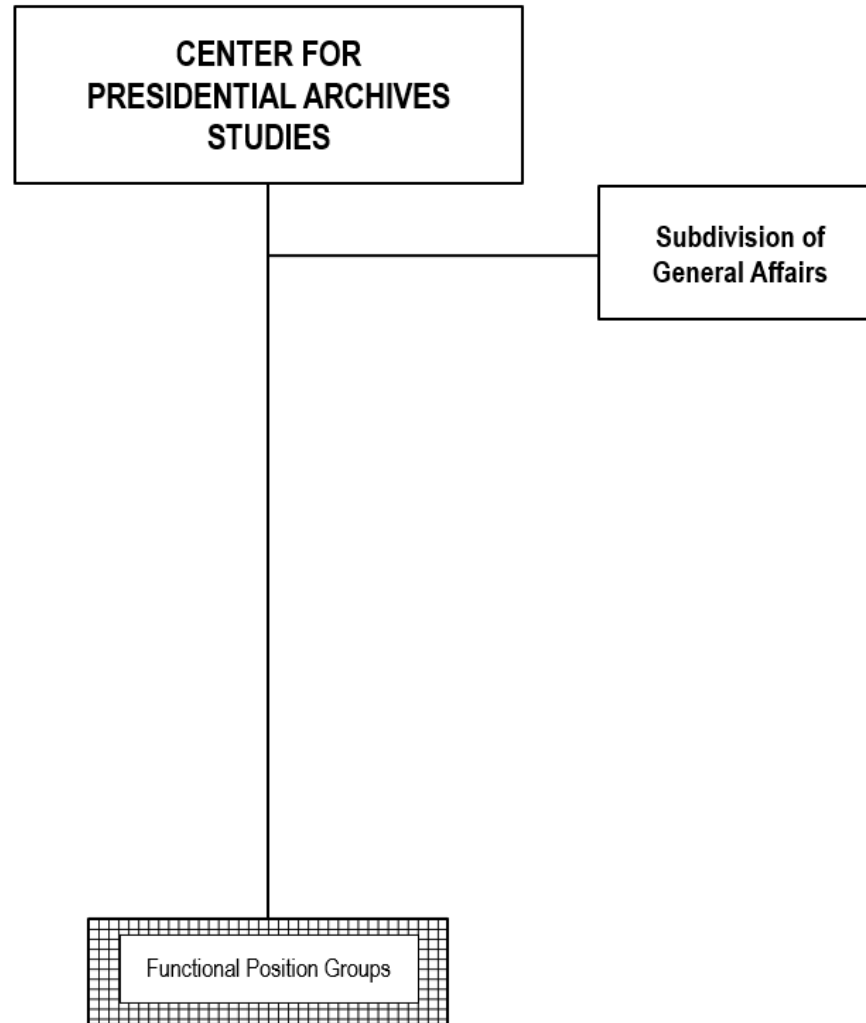 CENTER FOR
PRESIDENTIAL ARCHIVES
STUDIES
Subdivision of
General Affairs
Functional Position Groups